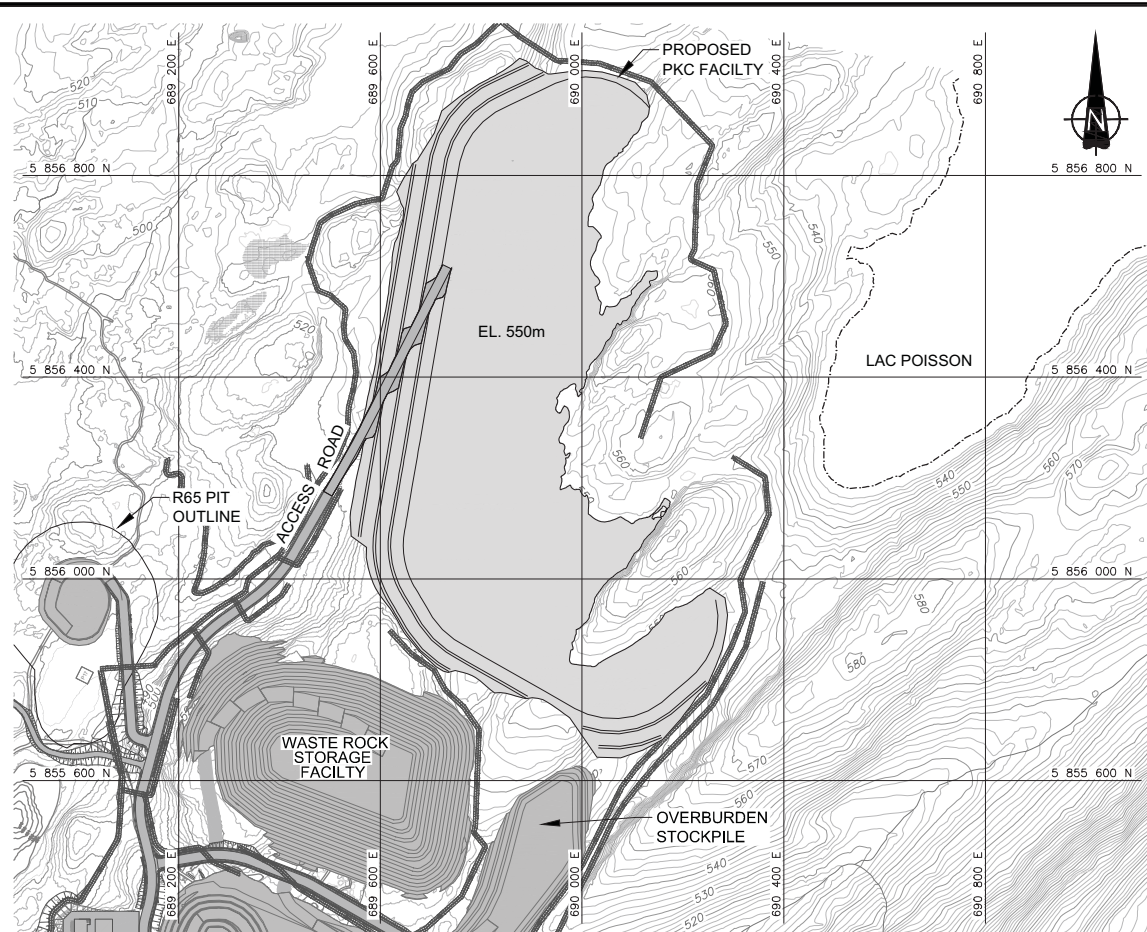 689 200 E
689 600 E
690 000 E
690 400 E
690 800 E
PROPOSED
PKC FACILTY
N
520
510
5 856 800 N
5 856 800 N
500
540
550
560
520
EL. 550m
LAC POISSON
5 856 400 N
5 856 400 N
ACCESS ROAD
560
560
570
540
550
R65 PIT
OUTLINE
5 856 000 N
5 856 000 N
560
580
580
500
WASTE ROCK
STORAGE
FACILTY
570
5 855 600 N
5 855 600 N
560
OVERBURDEN
STOCKPILE
540
530
520
689 200 E
689 600 E
690 000 E
690 400 E
690 800 E